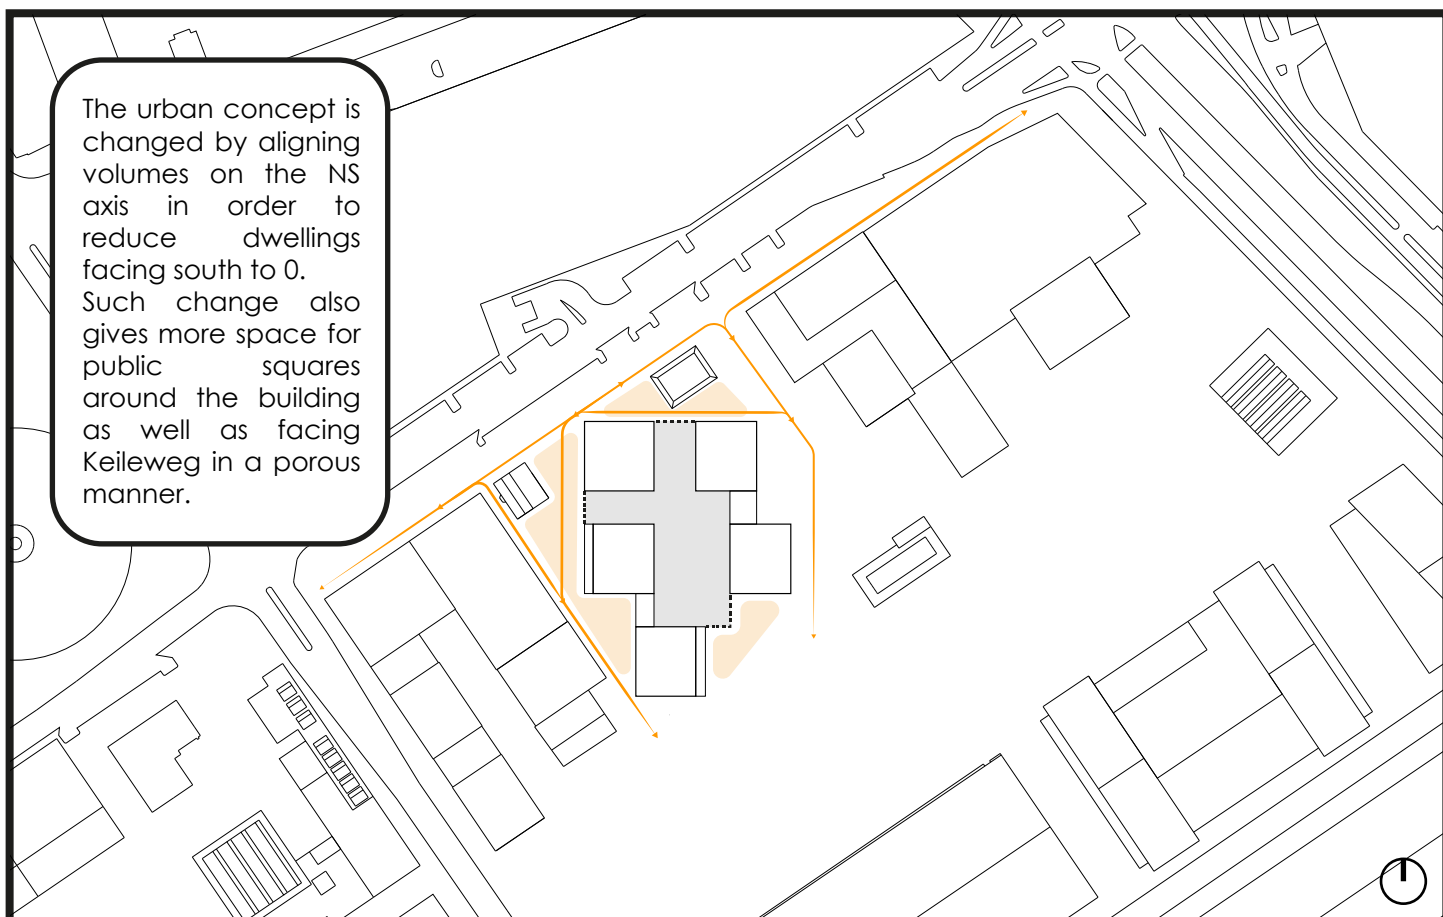 The urban concept is
changed by aligning
volumes on the NS
axis in order to
reduce dwellings
facing south to 0.
Such change also
gives more space for
public squares
around the building
as well as facing
Keileweg in a porous
manner.